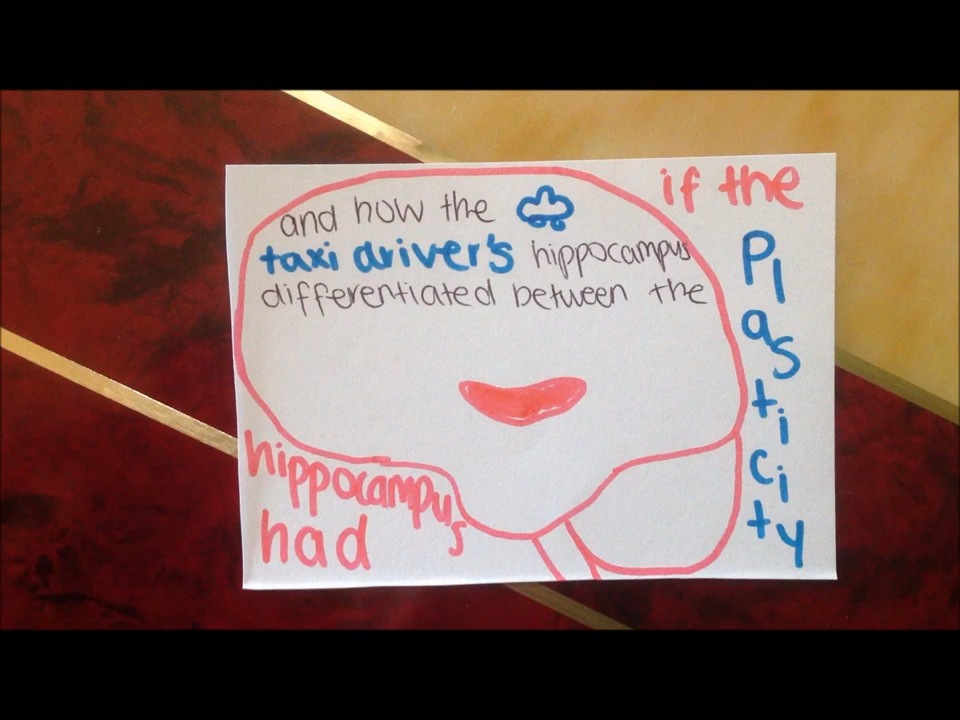 if the
hippocampus
had
Plasticity
and how the
taxi driver's hippocampus
differentiated between the